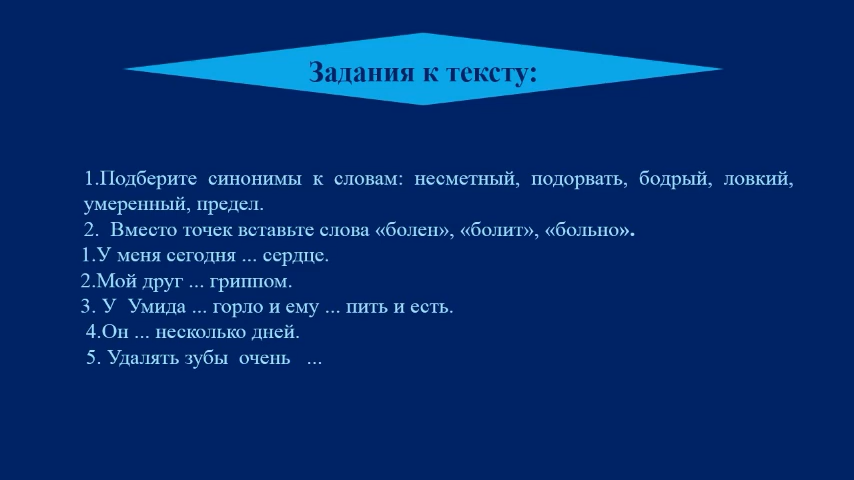 Задания к тексту:
1.Подберите синонимы к словам: несметный, подорвать, бодрый, ловкий,
умеренный, предел.
2. Вместо точек вставьте слова «болен», «болит», «больно».
1.У меня сегодня ... сердце.
2.Мой друг ... гриппом.
3. У Умида ... горло и ему ... пить и есть.
4.Он ... несколько дней.
5. Удалять зубы очень ...